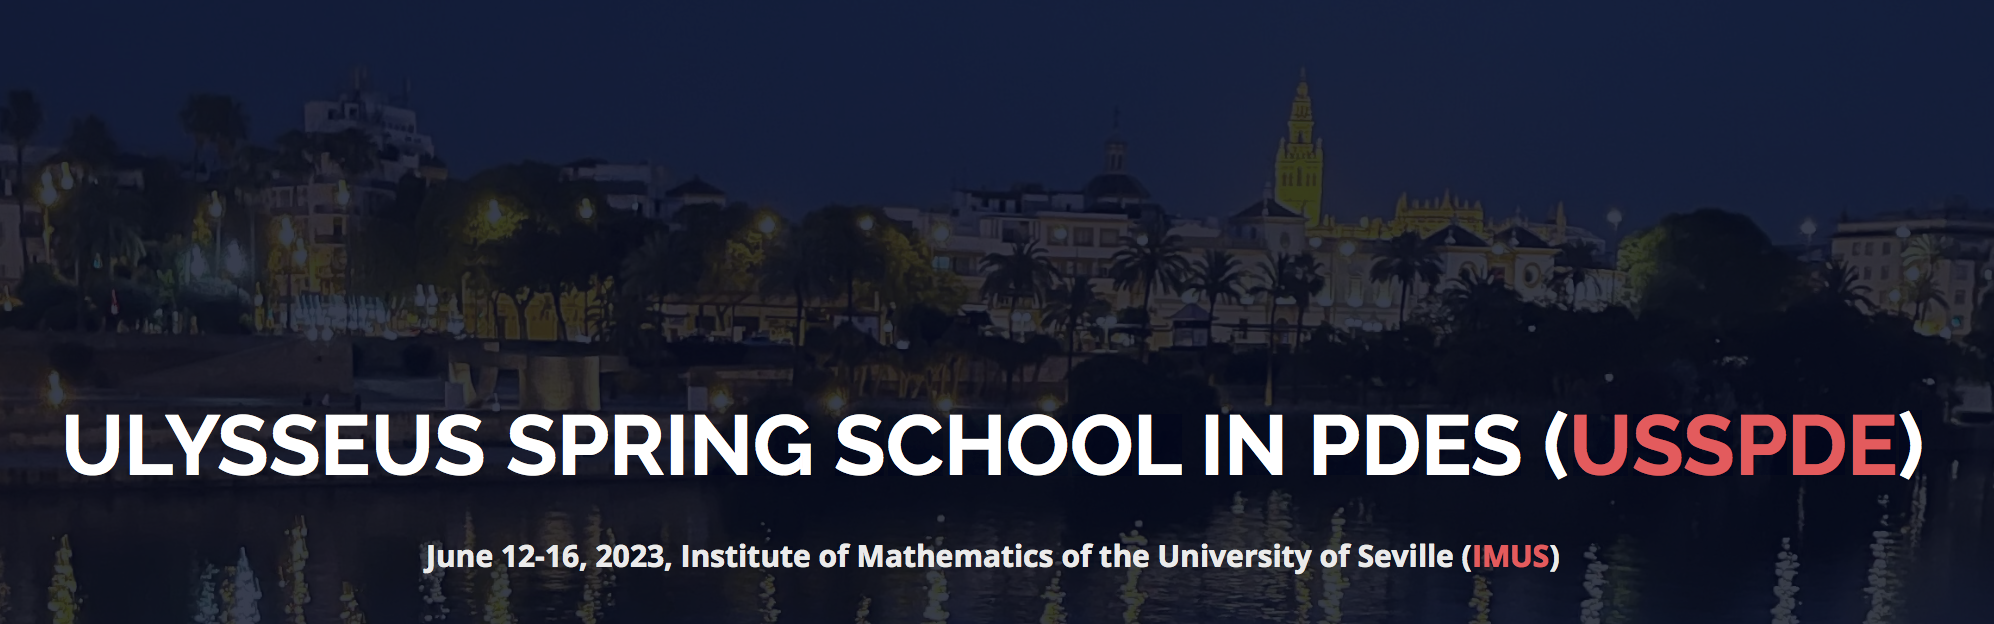 ULYSSEUS SPRING SCHOOL IN PDES (USSPDE)
June 12-16, 2023, Institute of Mathematics of the University of Seville (IMUS)